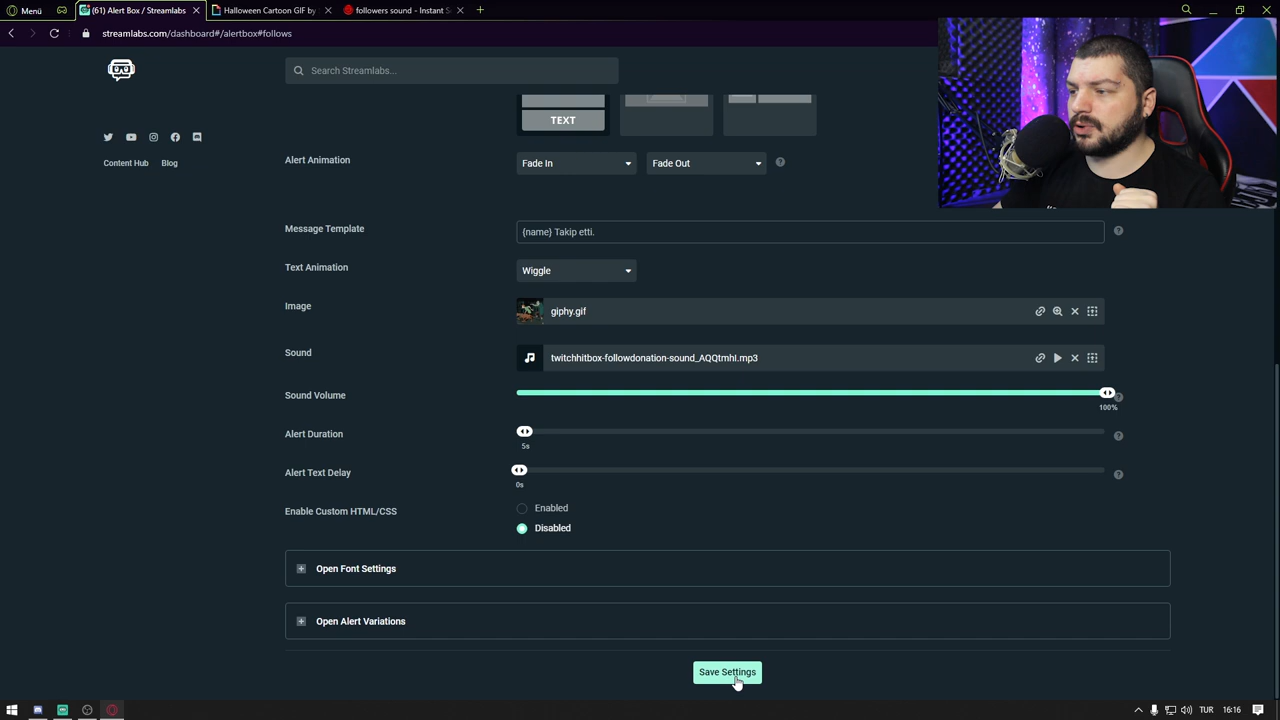 Menü
(61) Alert Box / Streamlabs
Halloween Cartoon GIF by
followers sound - Instant S
streamlabs.com/dashboard#/alertbox#follows
Search Streamlabs...
TEXT
Content Hub
Blog
Alert Animation
Fade In
Fade Out
Message Template
{name} Takip etti.
Text Animation
Wiggle
Image
giphy.gif
Sound
twitchhitbox-followdonation-sound_AQQtmhI.mp3
Sound Volume
100%
Alert Duration
5s
Alert Text Delay
0s
Enable Custom HTML/CSS
Enabled
Disabled
Open Font Settings
Open Alert Variations
Save Settings
TUR
16:16